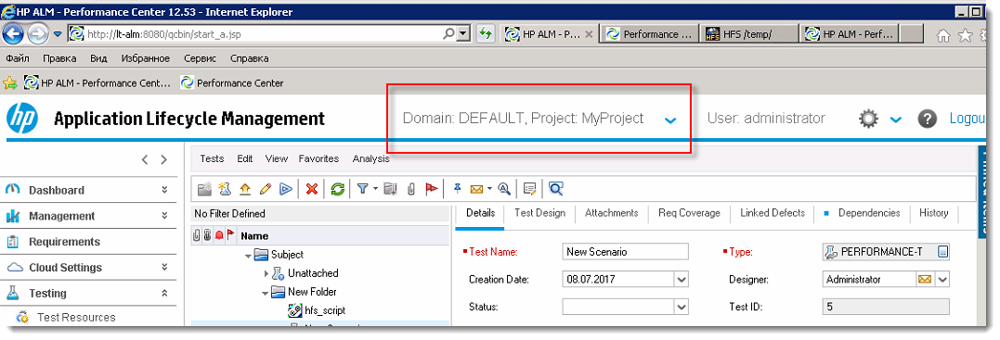 HP ALM - Performance Center 12.53 - Internet Explorer
http://lt-alm:8080/qcbin/start_a.jsp
HP ALM - P...
Performance ...
HFS /temp/
HP ALM - Perf...
Файл Правка Вид Избранное Сервис Справка
HP ALM - Performance Cent...
Performance Center
hp
Application Lifecycle Management
Domain: DEFAULT, Project: MyProject
User: administrator
Logou
Tests Edit View Favorites Analysis
Dashboard
Management
Requirements
Cloud Settings
Testing
Test Resources
No Filter Defined
Name
Subject
Unattached
New Folder
hfs_script
Details Test Design Attachments Req Coverage Linked Defects Dependencies History
Test Name: New Scenario Type: PERFORMANCE-T
Creation Date: 08.07.2017 Designer: Administrator
Status: Test ID: 5